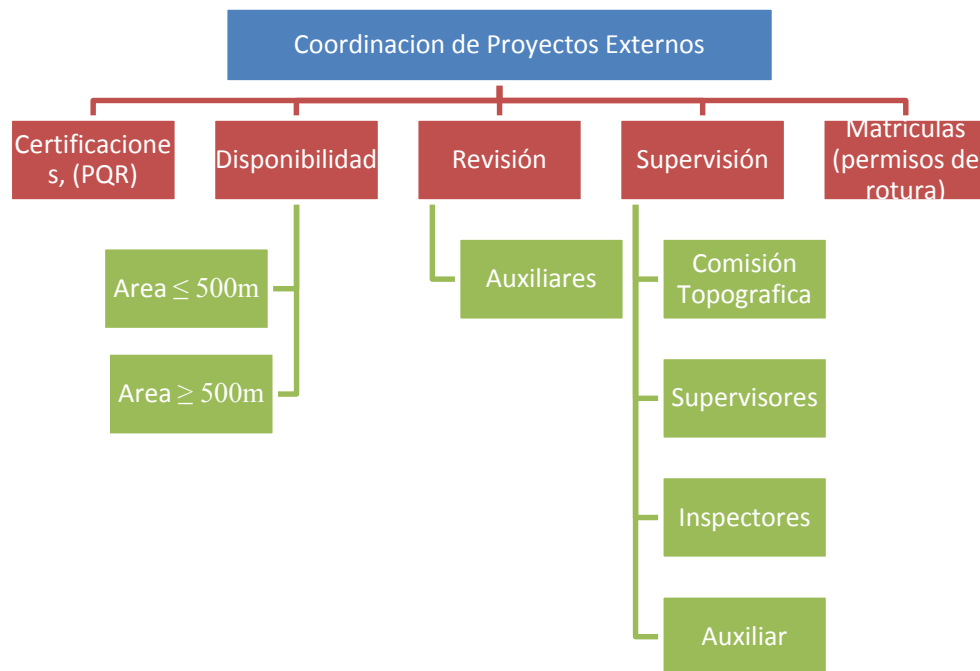 Coordinacion de Proyectos Externos
Certificacione
s, (PQR)
Disponibilidad
Revisión
Supervisión
Matriculas
(permisos de
rotura)
Area ≤ 500m
Area ≥ 500m
Auxiliares
Comisión
Topografica
Supervisores
Inspectores
Auxiliar